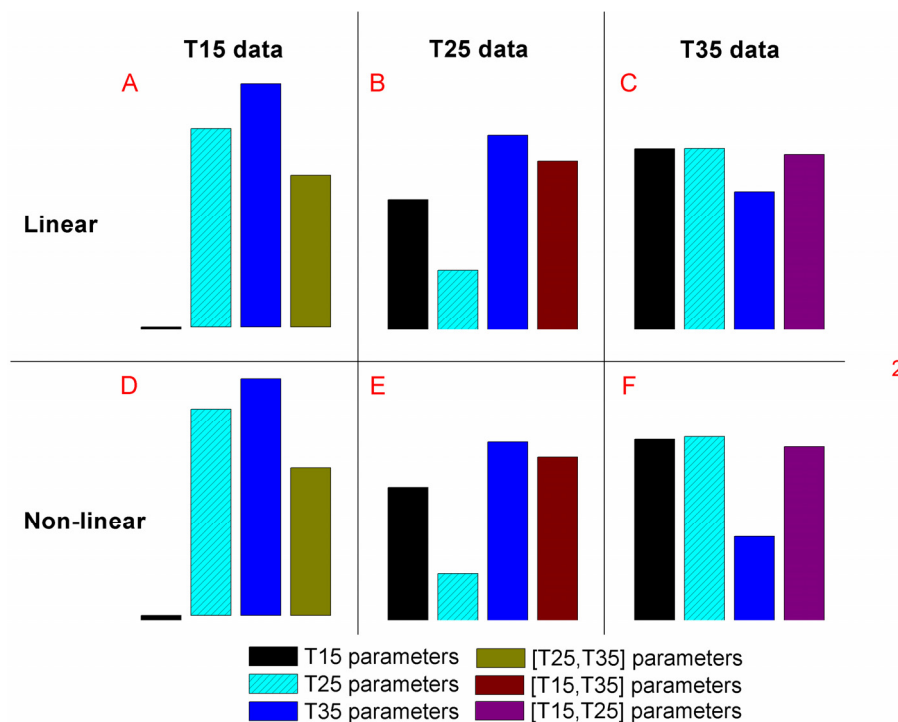 T15 data T25 data T35 data
A B C
Linear
D E F 2
Non-linear
T15 parameters [T25,T35] parameters
T25 parameters [T15,T35] parameters
T35 parameters [T15,T25] parameters